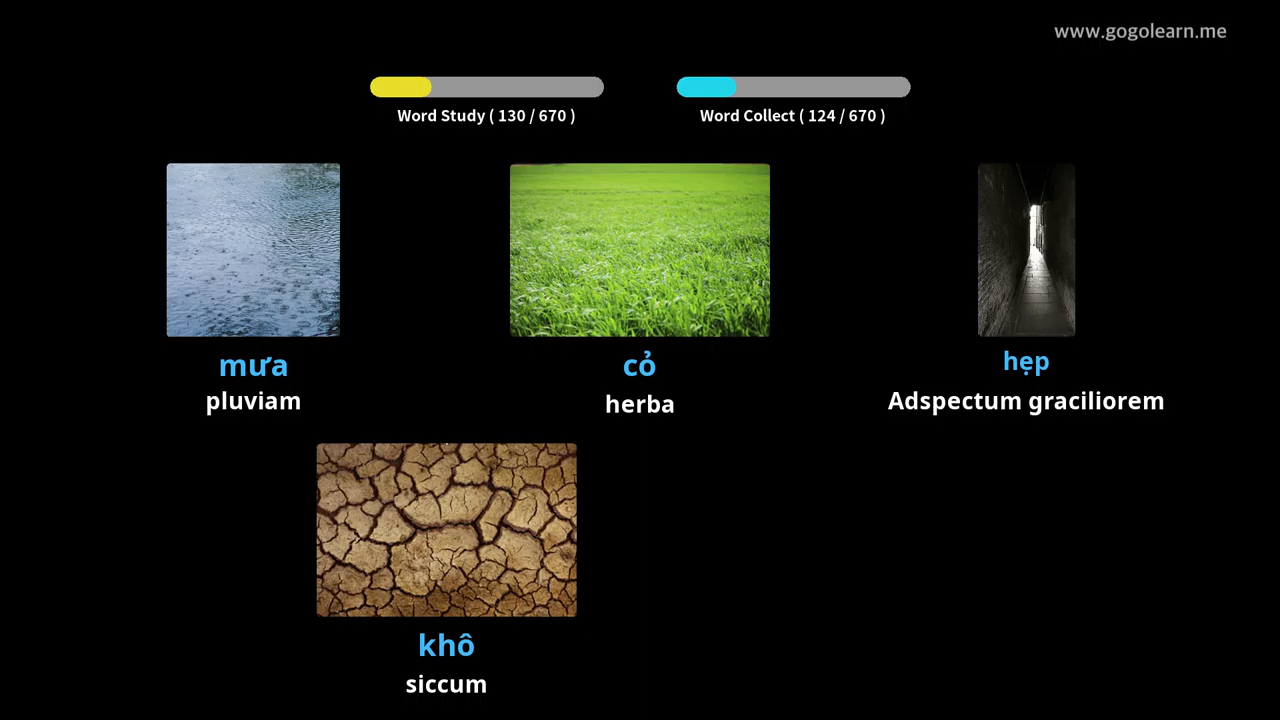 www.gogolearn.me
Word Study ( 130 / 670 )
Word Collect ( 124 / 670 )
mưa
pluviam
cỏ
herba
hẹp
Adspectum graciliorem
khô
siccum